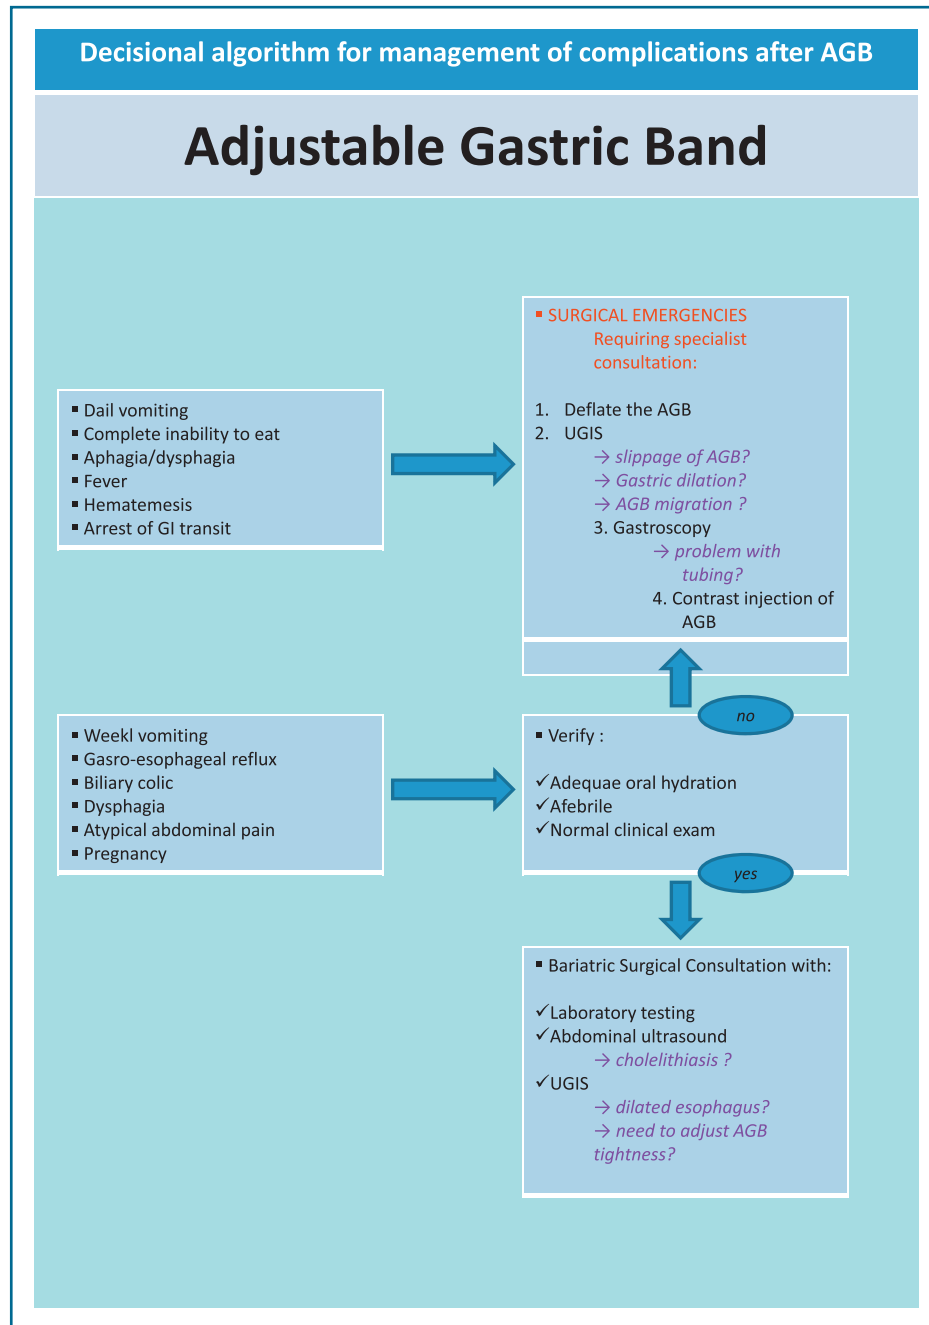 Decisional algorithm for management of complications after AGB
Adjustable Gastric Band
▪ Dail vomiting
▪ Complete inability to eat
▪ Aphagia/dysphagia
▪ Fever
▪ Hematemesis
▪ Arrest of GI transit
▪ SURGICAL EMERGENCIES
Requiring specialist
consultation:
1. Deflate the AGB
2. UGIS
→ slippage of AGB?
→ Gastric dilation?
→ AGB migration ?
3. Gastroscopy
→ problem with
tubing?
4. Contrast injection of
AGB
▪ Weekl vomiting
▪ Gasro-esophageal reflux
▪ Biliary colic
▪ Dysphagia
▪ Atypical abdominal pain
▪ Pregnancy
no
▪ Verify :
✓Adequae oral hydration
✓Afebrile
✓Normal clinical exam
yes
▪ Bariatric Surgical Consultation with:
✓Laboratory testing
✓Abdominal ultrasound
→ cholelithiasis ?
✓UGIS
→ dilated esophagus?
→ need to adjust AGB
tightness?